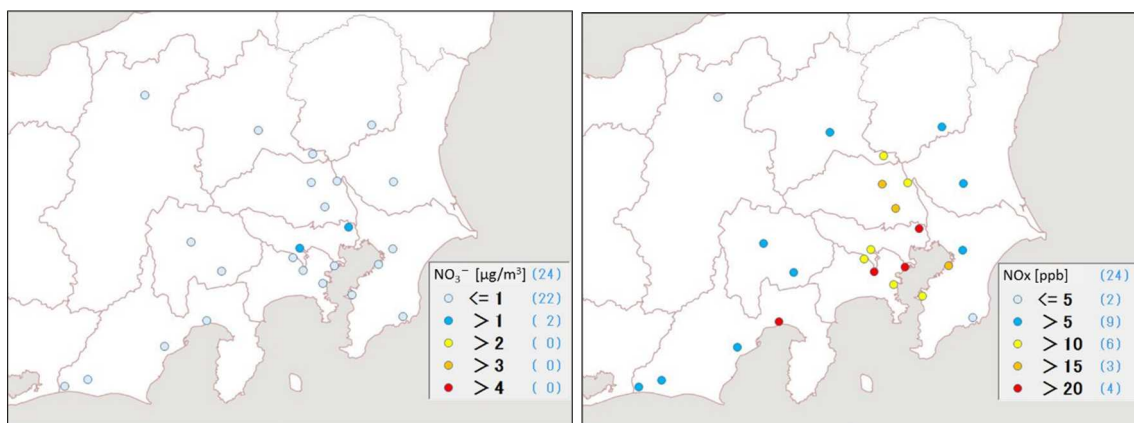 NO₃⁻ [µg/m³] (24)
<= 1 (22)
> 1 ( 2)
> 2 ( 0)
> 3 ( 0)
> 4 ( 0)
NOx [ppb] (24)
<= 5 (2)
> 5 (9)
> 10 (6)
> 15 (3)
> 20 (4)